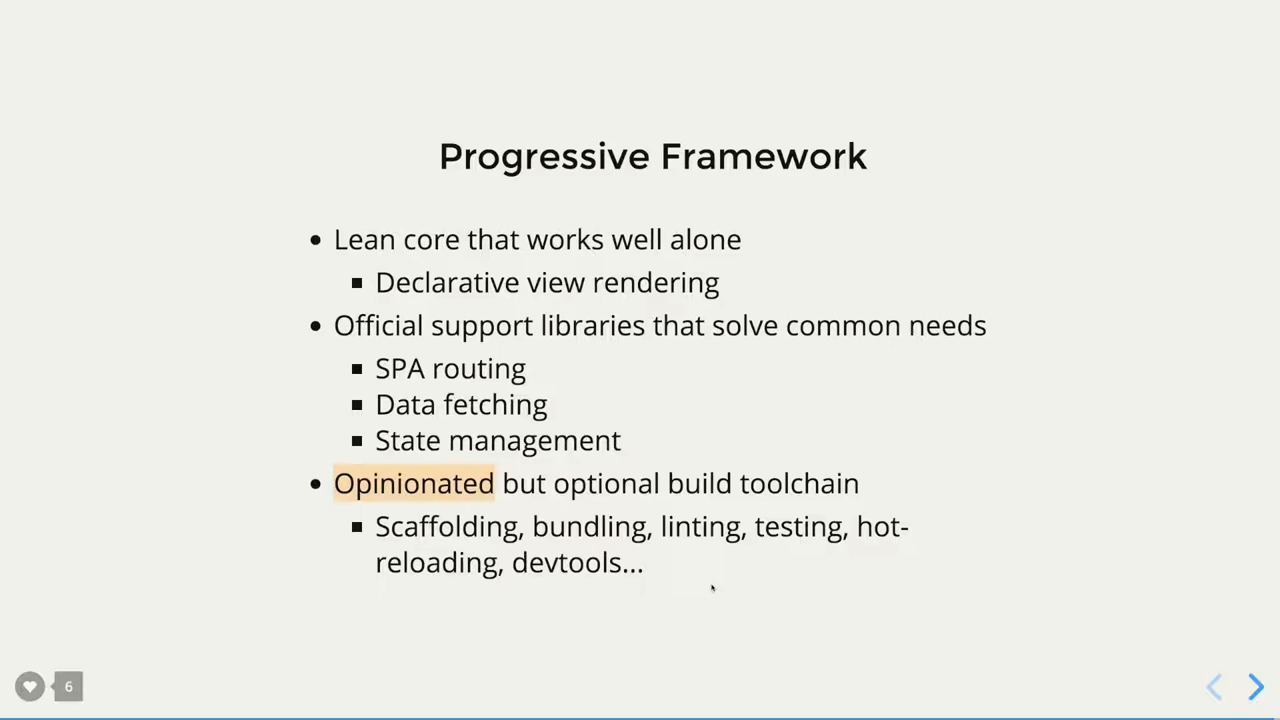 Progressive Framework
• Lean core that works well alone
▪ Declarative view rendering
• Official support libraries that solve common needs
▪ SPA routing
▪ Data fetching
▪ State management
• Opinionated but optional build toolchain
▪ Scaffolding, bundling, linting, testing, hot-
reloading, devtools...
6